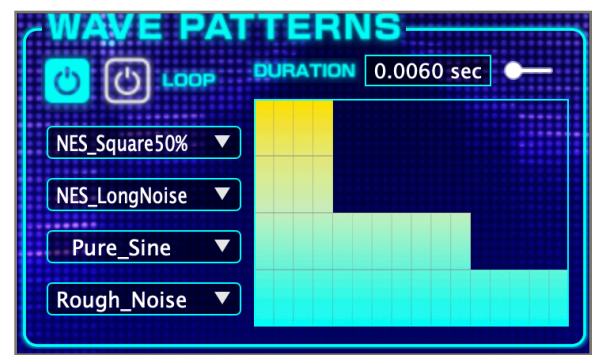 WAVE PATTERNS
LOOP
DURATION 0.0060 sec
NES_Square50%
NES_LongNoise
Pure_Sine
Rough_Noise